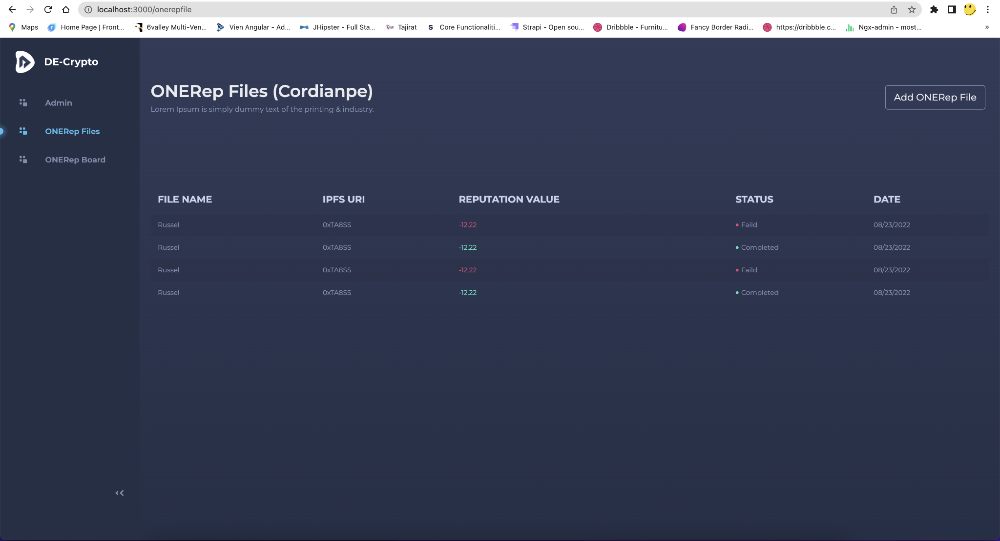 localhost:3000/onerepfile
Maps Home Page | Front... 6valley Multi-Ven... Vien Angular - Ad... JHipster - Full Sta... Tajirat S Core Functionaliti... Strapi - Open sou... Dribbble - Furnitu... Fancy Border Radi... https://dribbble.c... Ngx-admin - most... »
DE-Crypto
Admin
ONERep Files
ONERep Board
ONERep Files (Cordianpe)
Lorem Ipsum is simply dummy text of the printing & industry.
Add ONERep File
FILE NAME IPFS URI REPUTATION VALUE STATUS DATE
Russel 0xTA8SS -12.22 Faild 08/23/2022
Russel 0xTA8SS -12.22 Completed 08/23/2022
Russel 0xTA8SS -12.22 Faild 08/23/2022
Russel 0xTA8SS -12.22 Completed 08/23/2022